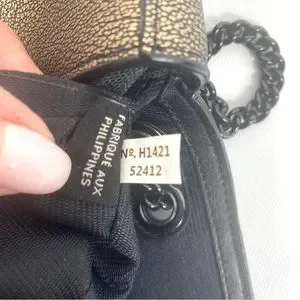 FABRIQUE AUX
PHILIPPINES
Nº. H1421
52412